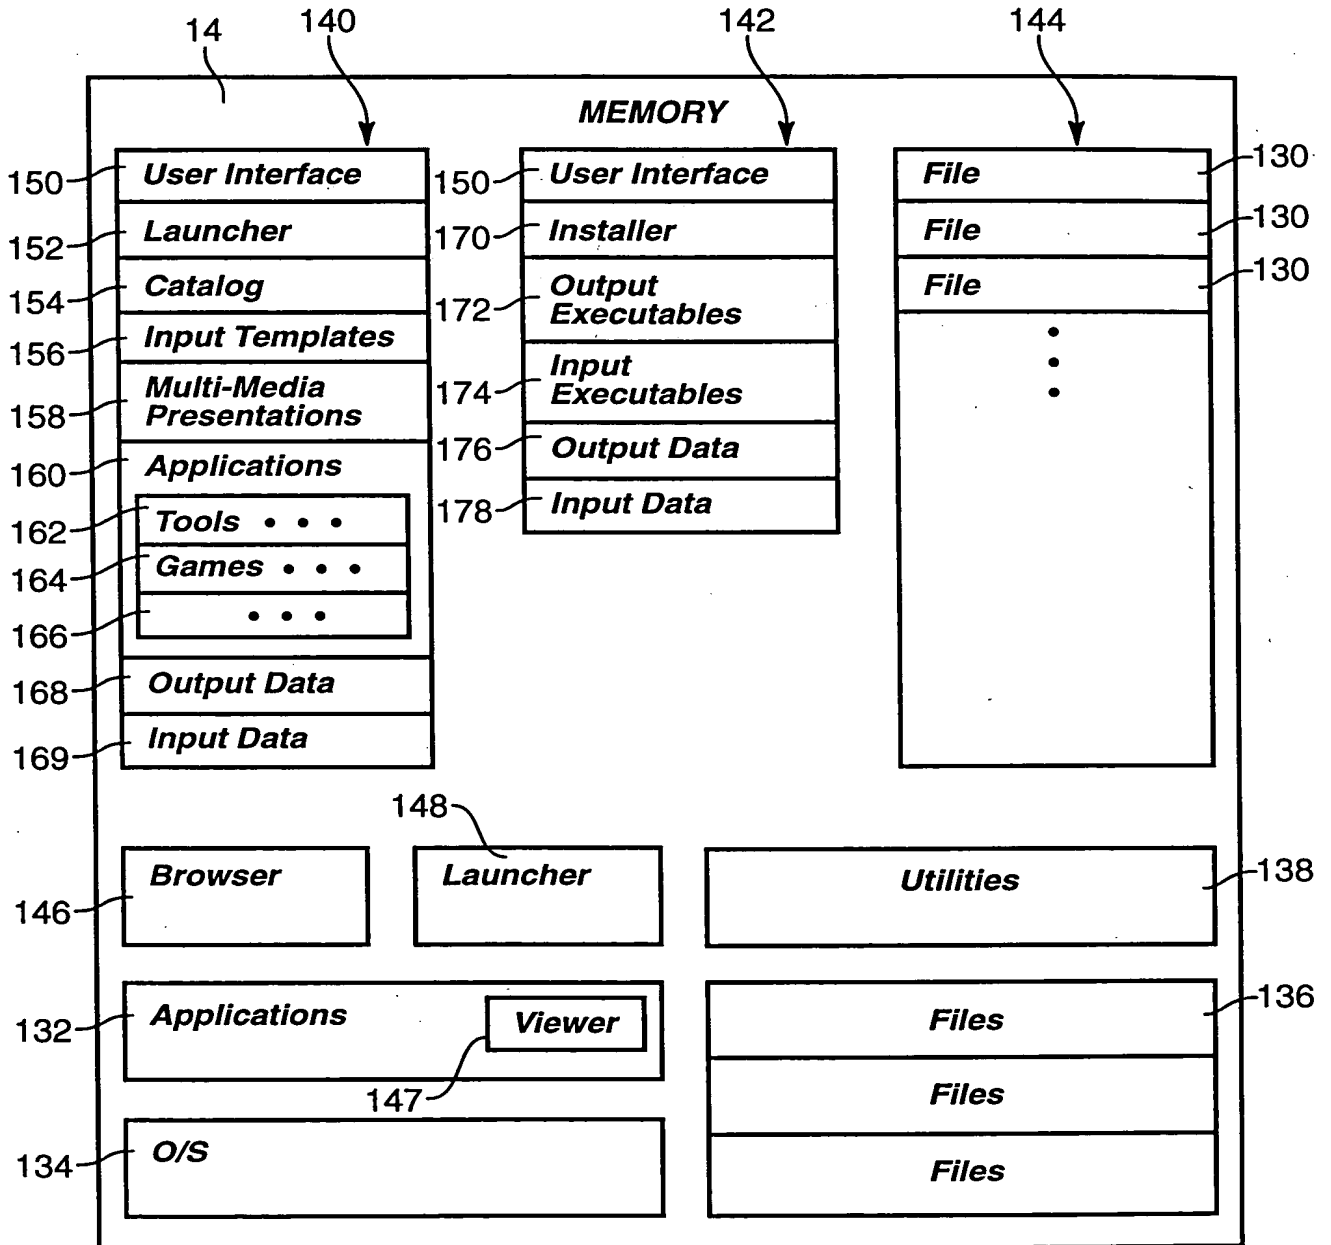 14
140
142
144
MEMORY
150
User Interface
152
Launcher
154
Catalog
156
Input Templates
158
Multi-Media
Presentations
160
Applications
162
Tools • • •
164
Games • • •
166
• • •
168
Output Data
169
Input Data
150
User Interface
170
Installer
172
Output
Executables
174
Input
Executables
176
Output Data
178
Input Data
File
130
File
130
File
130
•
•
•
146
Browser
148
Launcher
Utilities
138
132
Applications
Viewer
147
134
O/S
136
Files
Files
Files